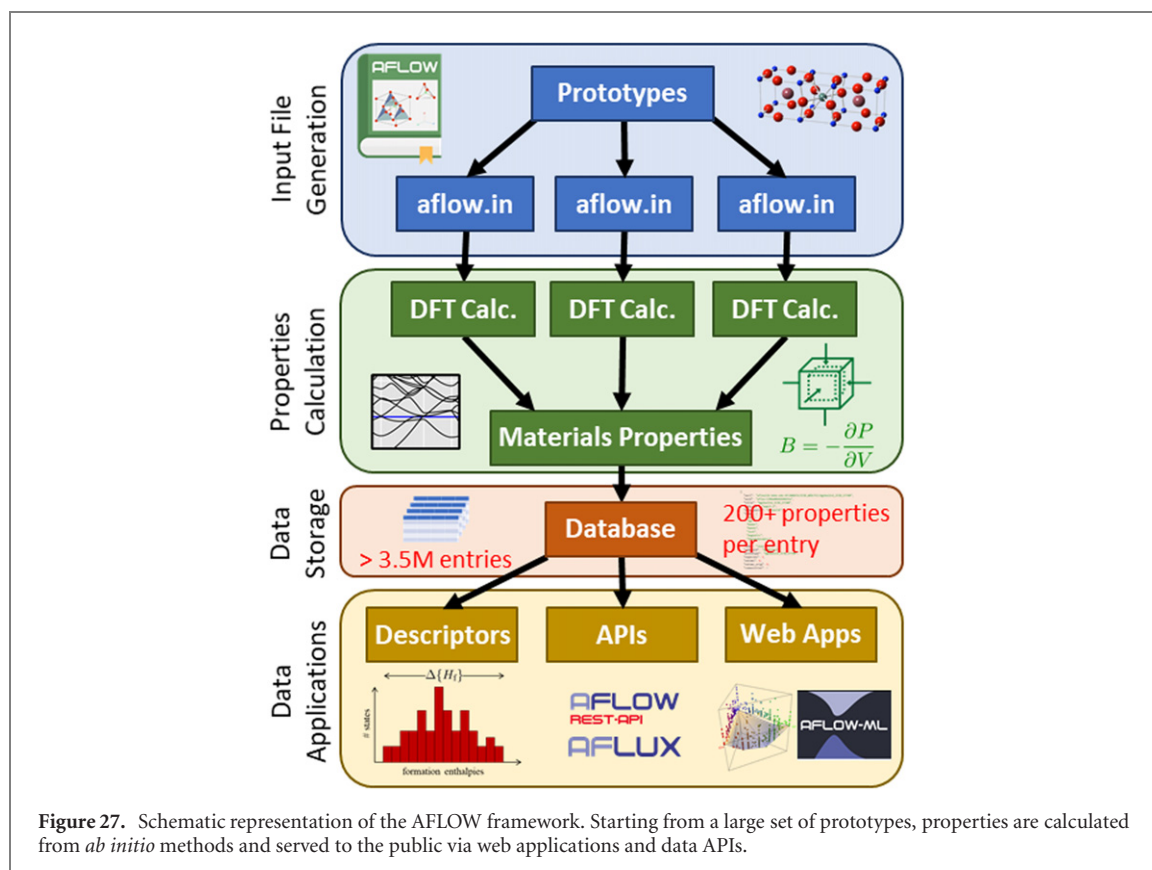 Input File
Generation
AFLOW
Prototypes
aflow.in
aflow.in
aflow.in
Properties
Calculation
DFT Calc.
DFT Calc.
DFT Calc.
Materials Properties
B = −∂P/∂V
Data
Storage
> 3.5M entries
Database
200+ properties
per entry
Data
Applications
Descriptors
APIs
Web Apps
Δ{H_f}
# states
formation enthalpies
AFLOW
REST-API
AFLUX
AFLOW-ML
Figure 27. Schematic representation of the AFLOW framework. Starting from a large set of prototypes, properties are calculated
from ab initio methods and served to the public via web applications and data APIs.